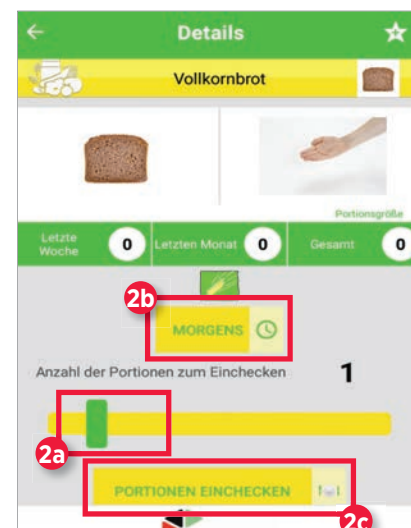 Details
Vollkornbrot
Portionsgröße
Letzte Woche 0 Letzten Monat 0 Gesamt 0
2b
MORGENS
Anzahl der Portionen zum Einchecken 1
2a
PORTIONEN EINCHECKEN
2c